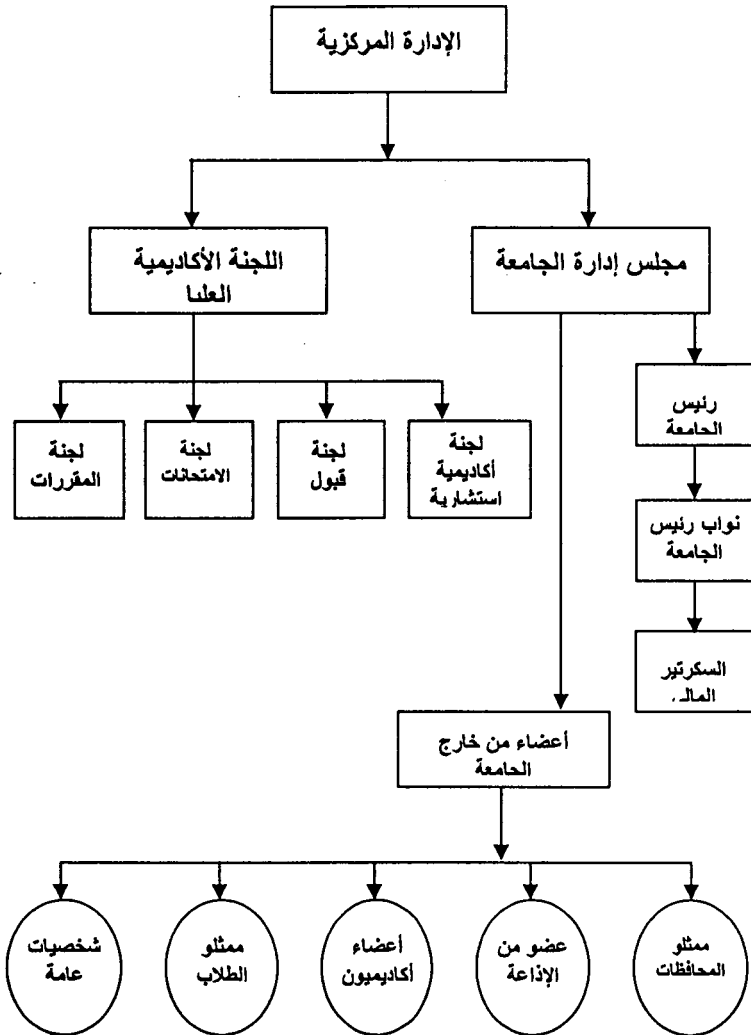 الإدارة المركزية
مجلس إدارة الجامعة
اللجنة الأكاديمية
العليا
رئيس
الجامعة
نواب رئيس
الجامعة
السكرتير
لجنة
أكاديمية
استشارية
لجنة
قبول
لجنة
الامتحانات
لجنة
المقررات
أعضاء من خارج
الجامعة
ممثلو
المحافظات
عضو من
الإذاعة
أعضاء
أكاديميون
ممثلو
الطلاب
شخصيات
عامة